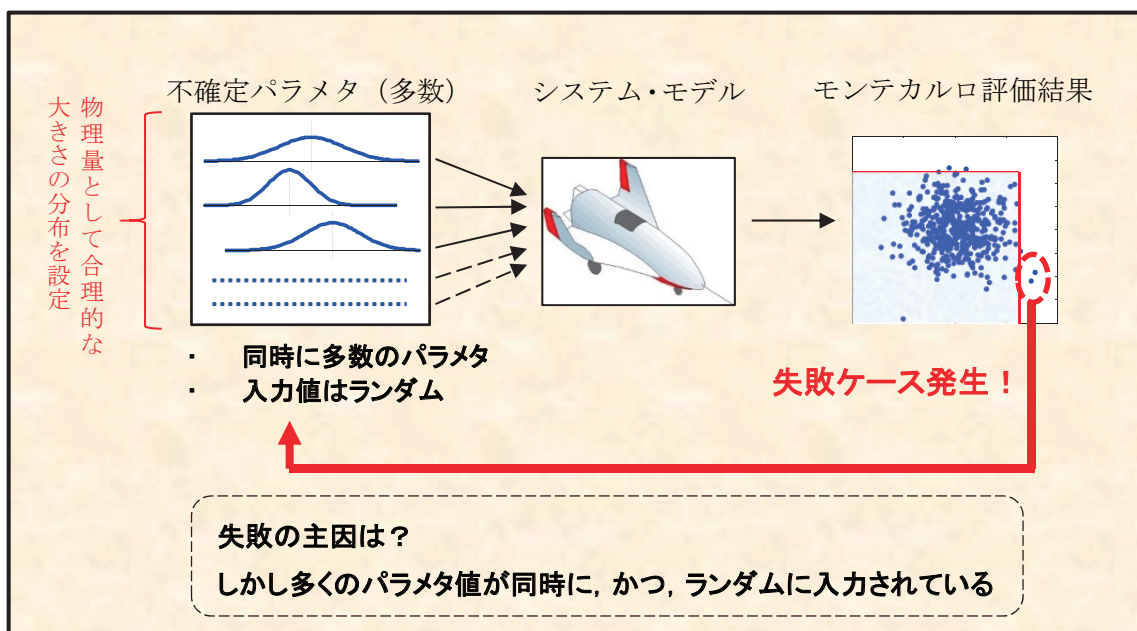 不確定パラメタ（多数）
システム・モデル
モンテカルロ評価結果
物理量として合理的な
大きさの分布を設定
・ 同時に多数のパラメタ
・ 入力値はランダム
失敗ケース発生！
失敗の主因は？
しかし多くのパラメタ値が同時に，かつ，ランダムに入力されている